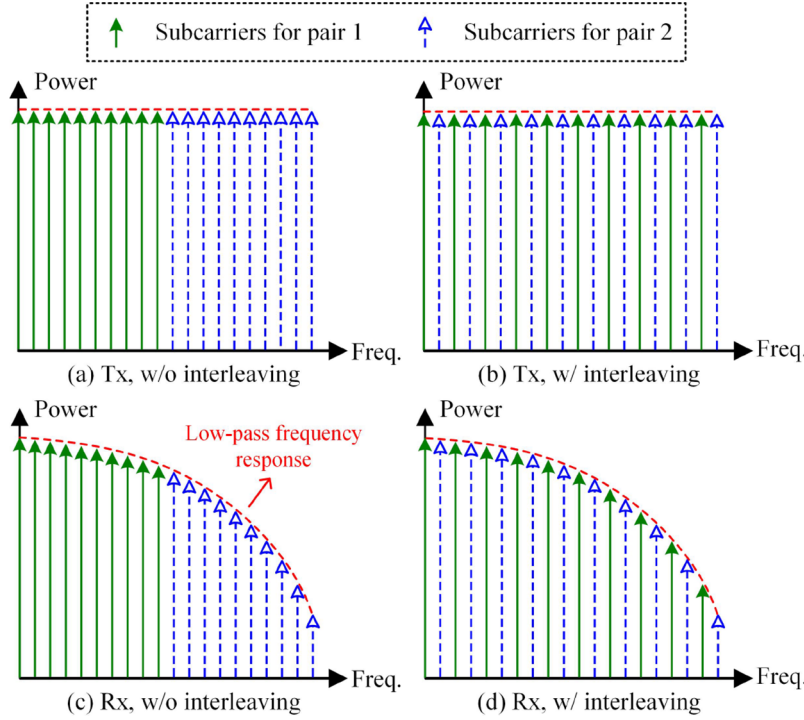 Subcarriers for pair 1 Subcarriers for pair 2
Power Power
Freq. Freq.
(a) Tx, w/o interleaving (b) Tx, w/ interleaving
Power Power
Low-pass frequency
response
Freq. Freq.
(c) Rx, w/o interleaving (d) Rx, w/ interleaving